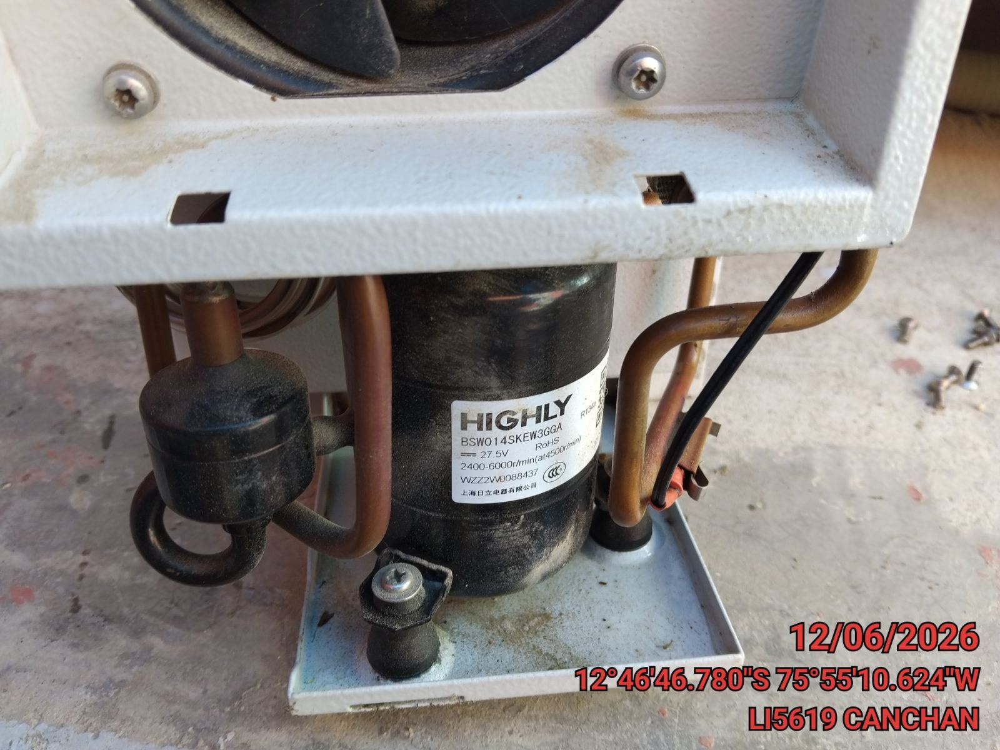 HIGHLY
R134a
BSW014SKEW3GGA
27.5V RoHS
2400-6000r/min(at4500r/min)
WZZ2W0088437
上海日立电器有限公司
12/06/2026
12°46'46.780"S 75°55'10.624"W
LI5619 CANCHAN